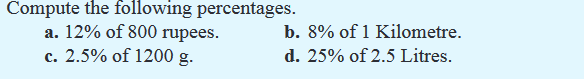 Compute the following percentages.
a. 12% of 800 rupees. b. 8% of 1 Kilometre.
c. 2.5% of 1200 g. d. 25% of 2.5 Litres.